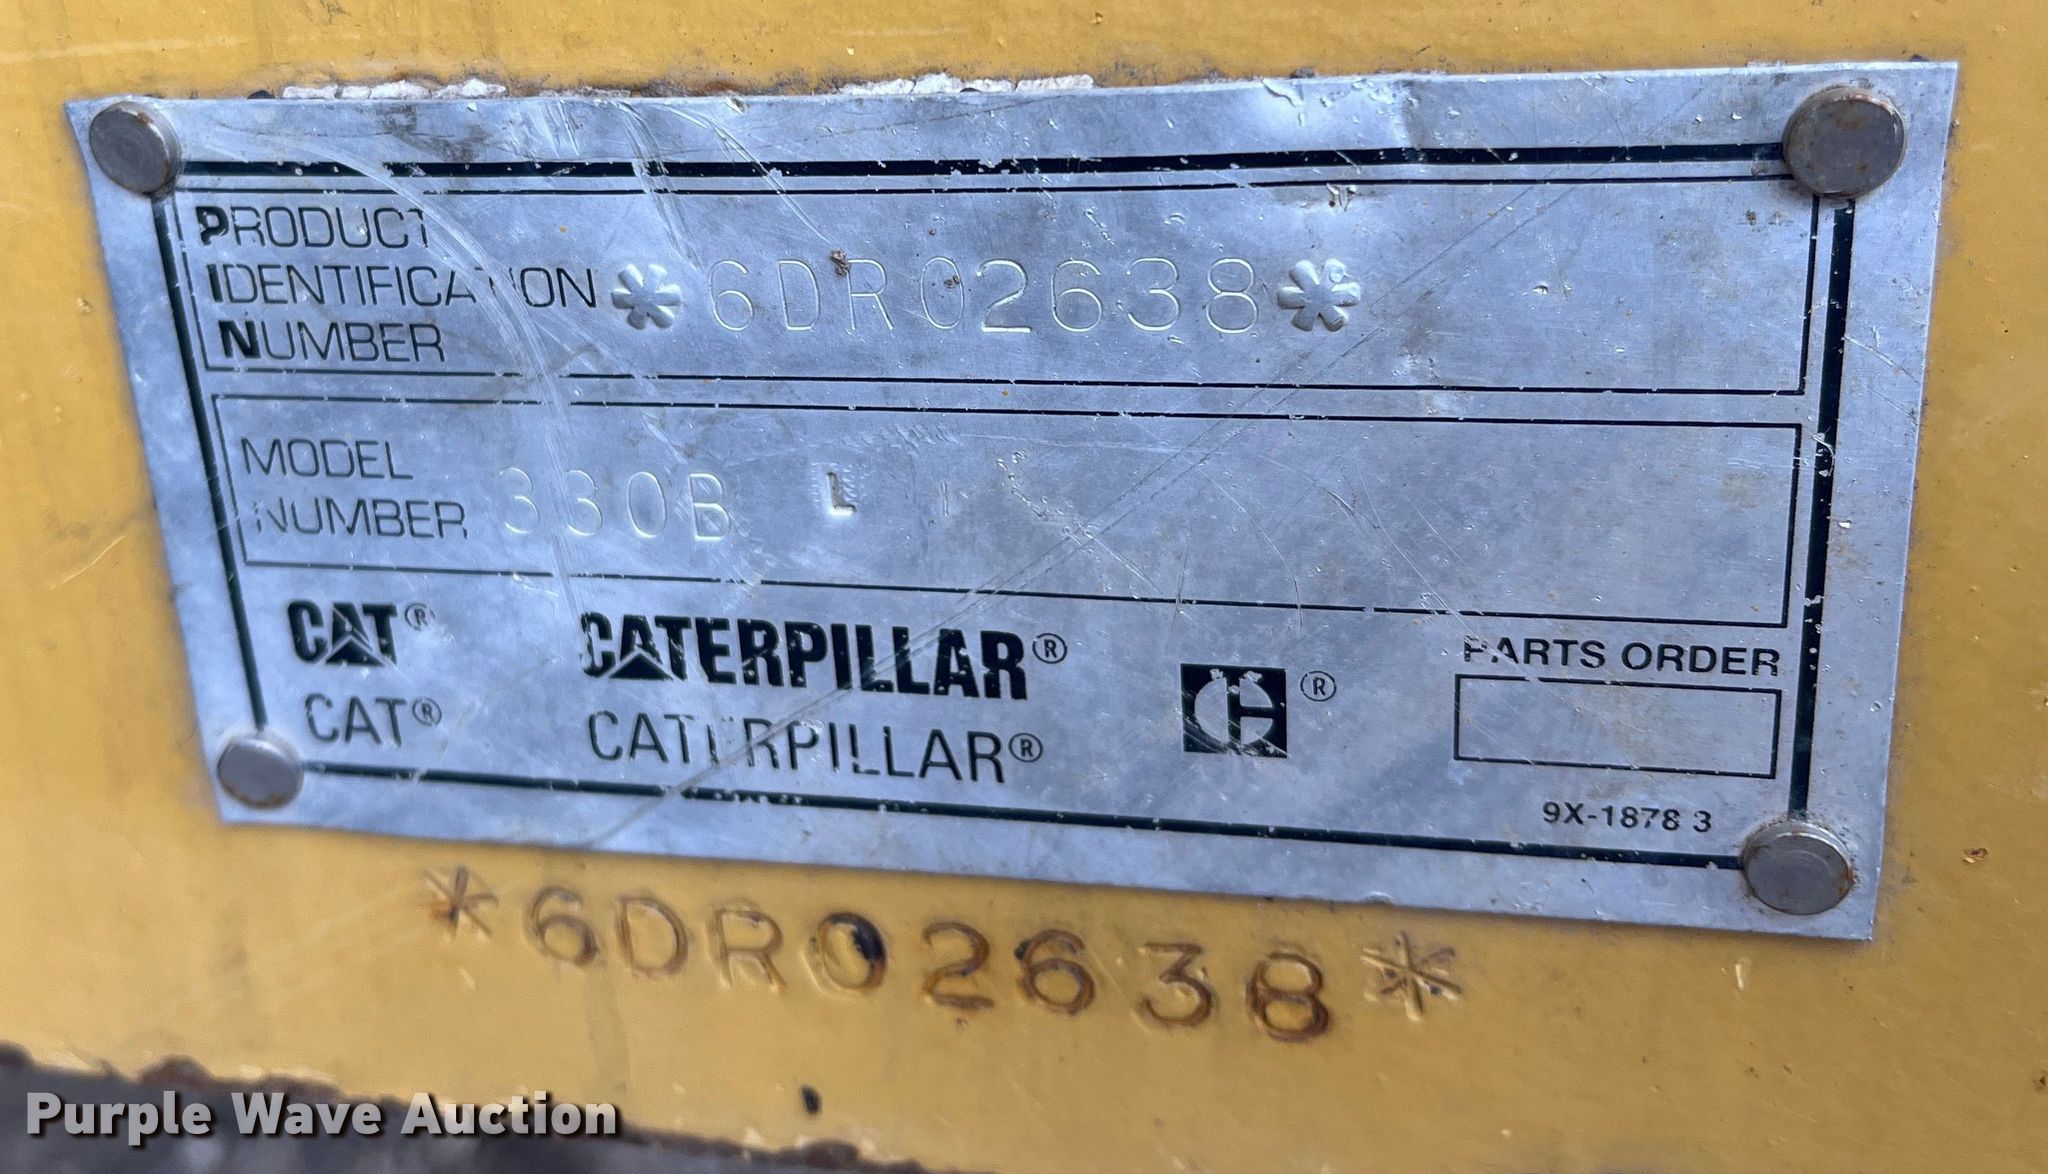 PRODUCT
IDENTIFICATION
NUMBER
*6DR02638*
MODEL
NUMBER
330B L
CAT® CATERPILLAR®
CAT® CATERPILLAR®
®
PARTS ORDER
9X-1878 3
*6DR02638*
Purple Wave Auction